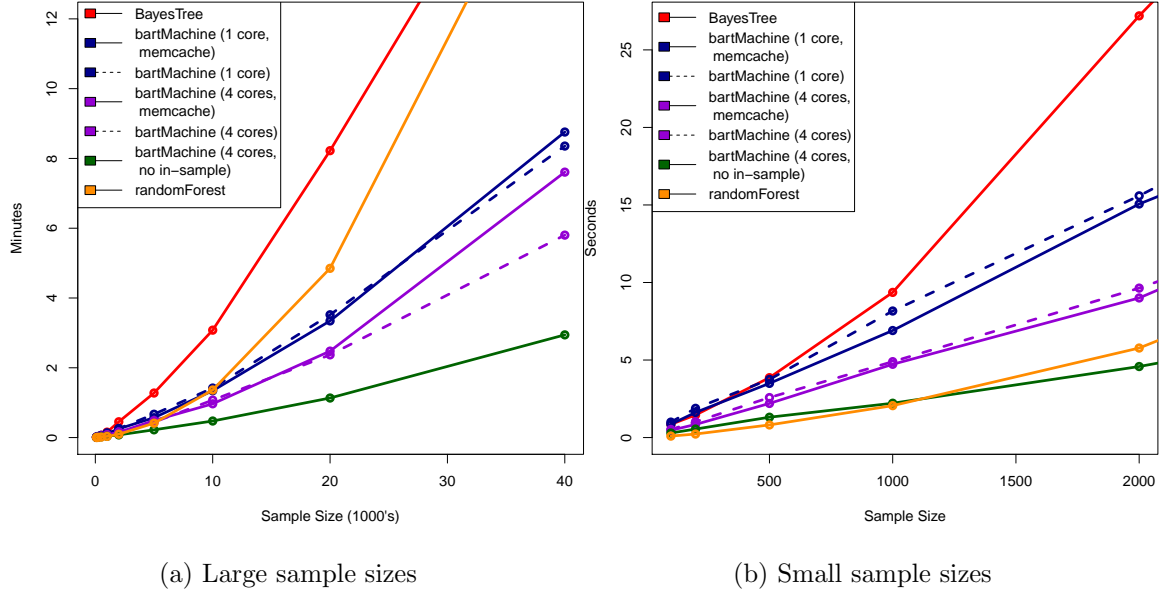 BayesTree
bartMachine (1 core,
memcache)
bartMachine (1 core)
bartMachine (4 cores,
memcache)
bartMachine (4 cores)
bartMachine (4 cores,
no in−sample)
randomForest
Minutes
12
10
8
6
4
2
0
0
10
20
30
40
Sample Size (1000's)
(a) Large sample sizes
BayesTree
bartMachine (1 core,
memcache)
bartMachine (1 core)
bartMachine (4 cores,
memcache)
bartMachine (4 cores)
bartMachine (4 cores,
no in−sample)
randomForest
Seconds
25
20
15
10
5
0
500
1000
1500
2000
Sample Size
(b) Small sample sizes